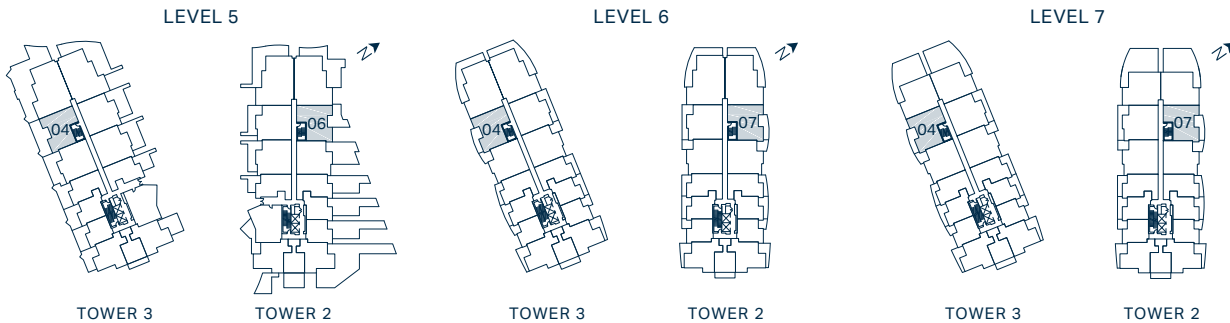 LEVEL 5
LEVEL 6
LEVEL 7
N
N
N
04
06
04
07
04
07
TOWER 3
TOWER 2
TOWER 3
TOWER 2
TOWER 3
TOWER 2